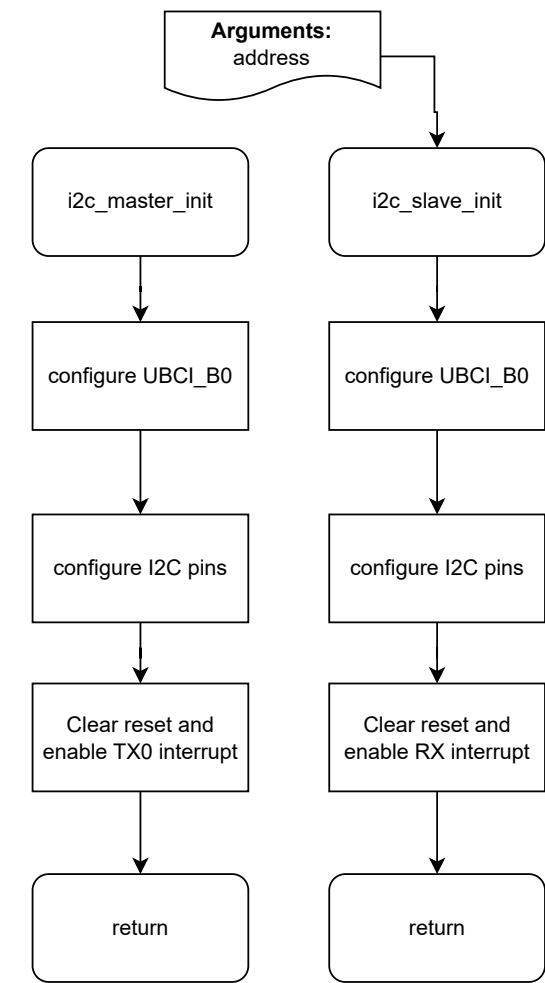 Arguments:
address
i2c_master_init
i2c_slave_init
configure UBCI_B0
configure UBCI_B0
configure I2C pins
configure I2C pins
Clear reset and
enable TX0 interrupt
Clear reset and
enable RX interrupt
return
return